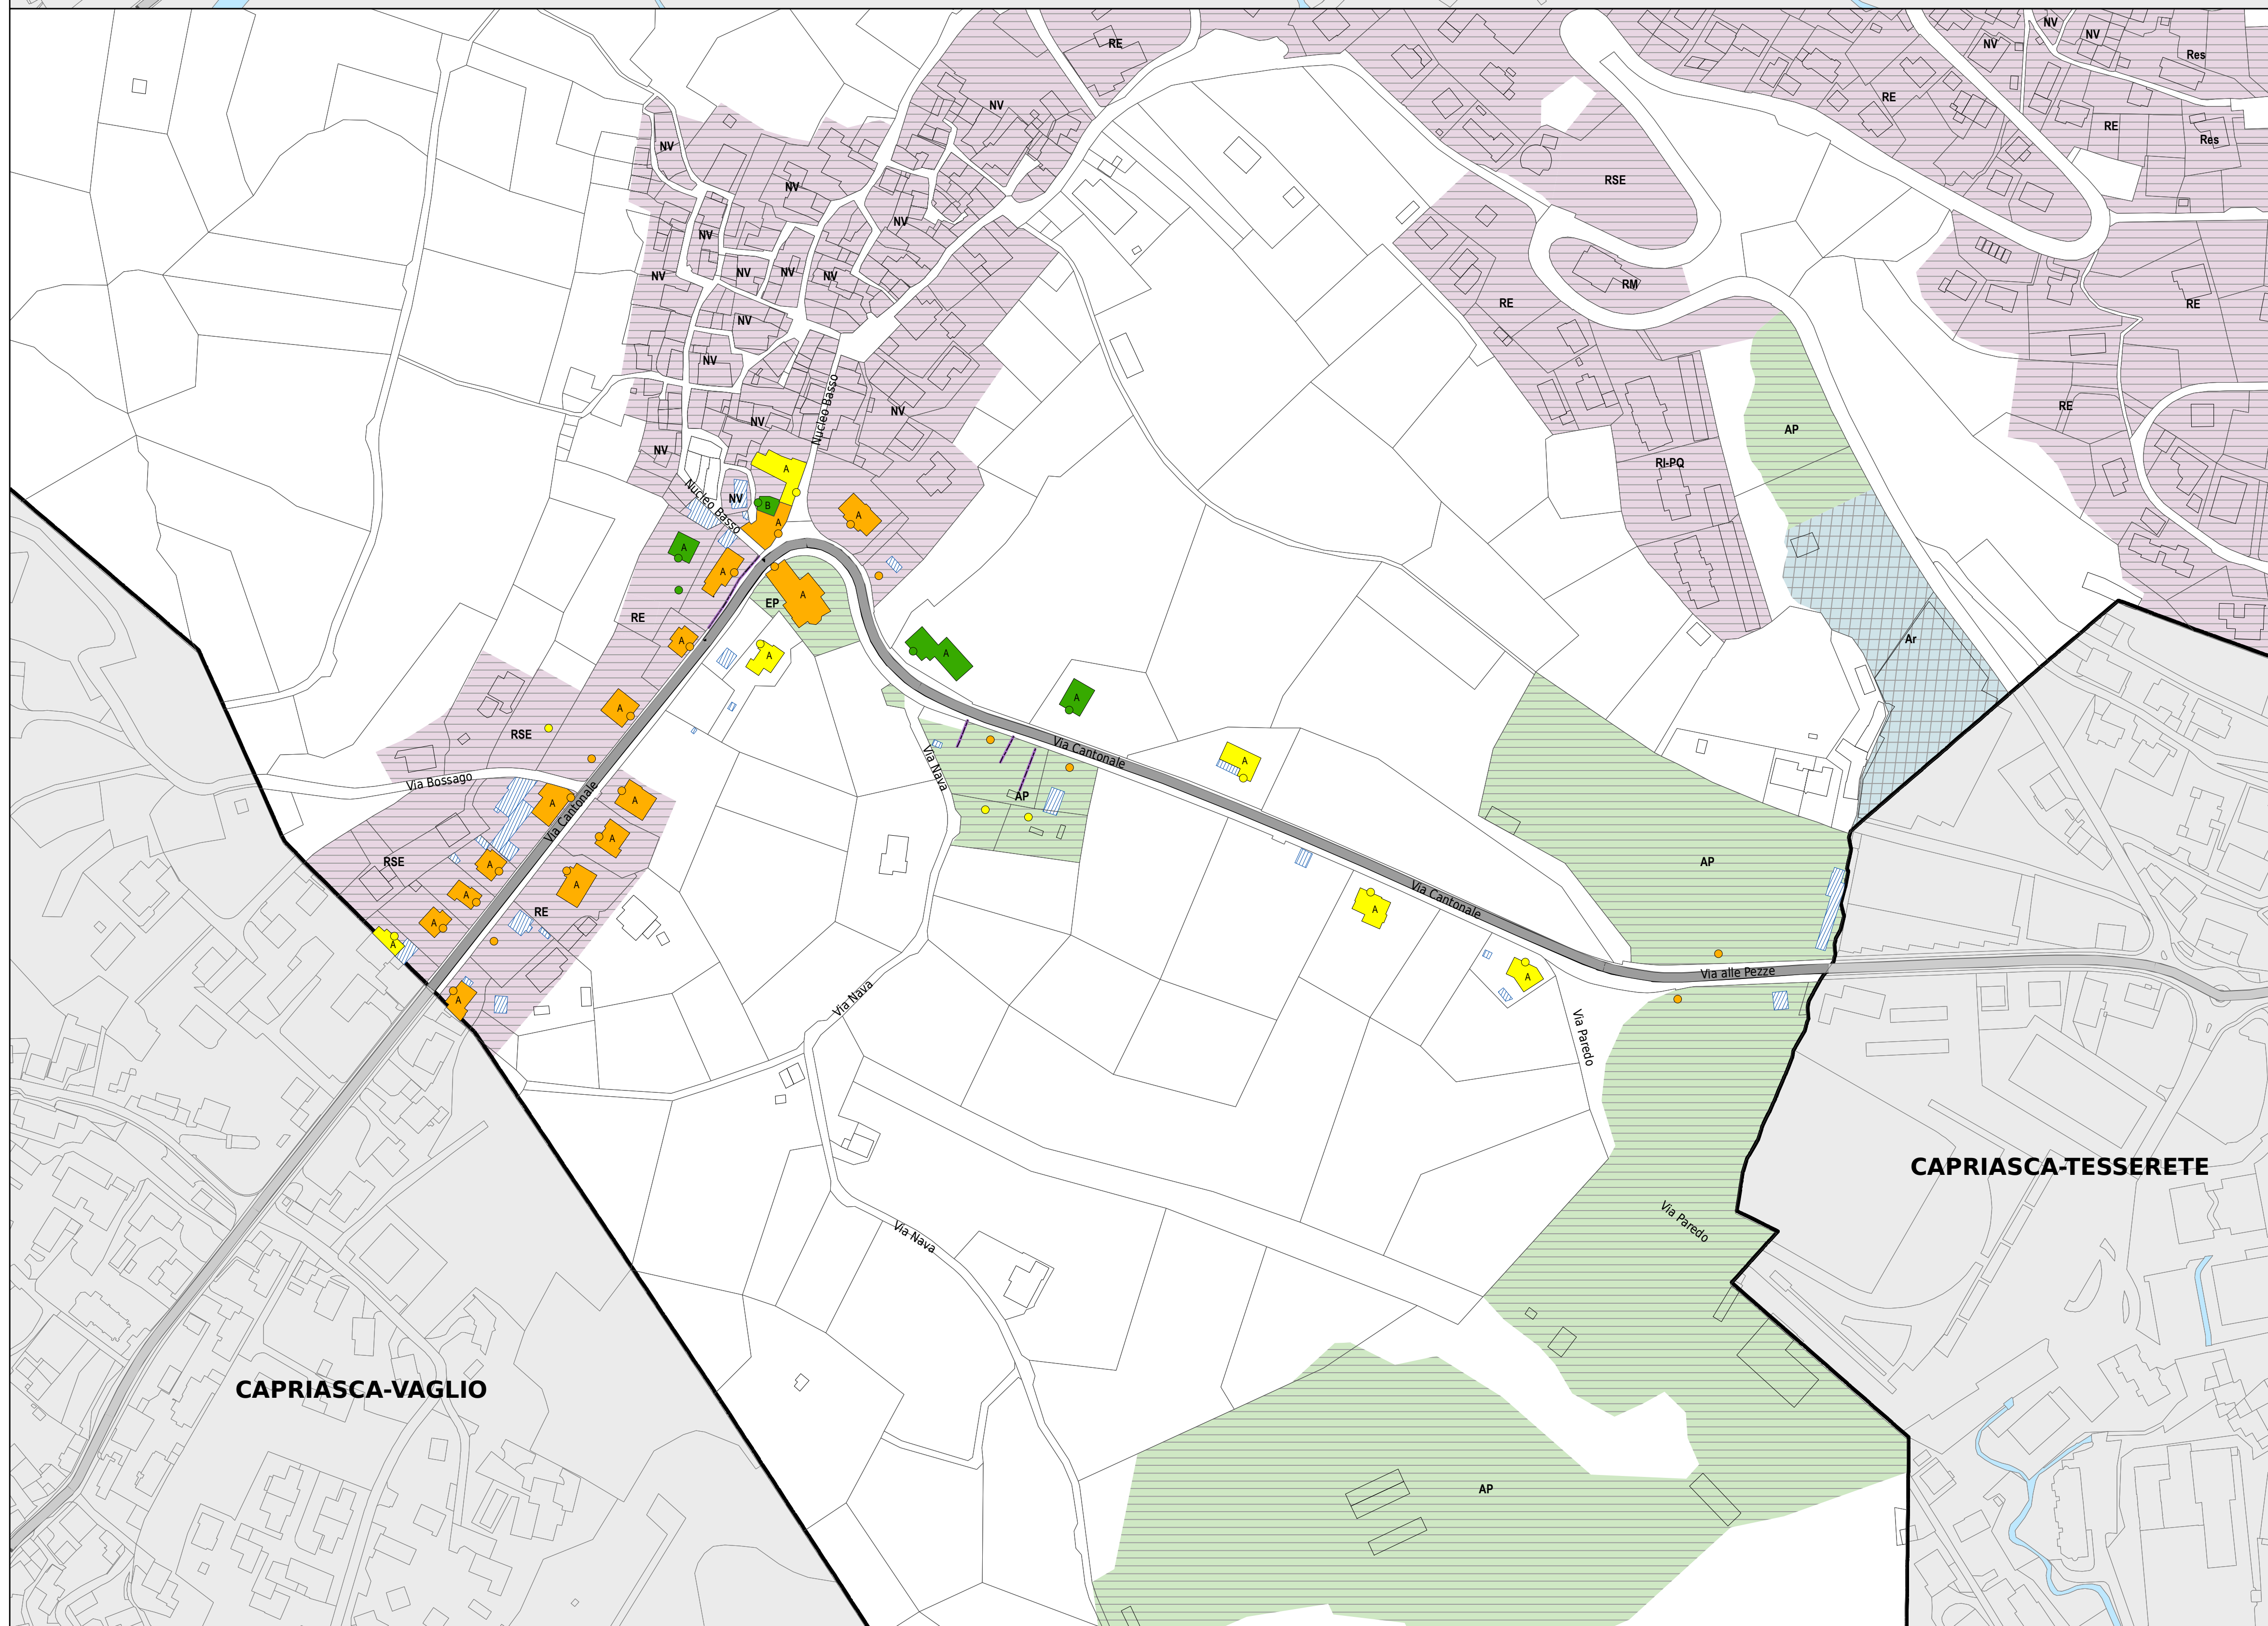 NV
NV
RE
NV
Res
RE
NV
RE
Res
NV
RSE
NV
NV
NV
NV
NV
NV
NV
RM
RE
RE
NV
NV
Nucleo Basso
NV
RE
NV
AP
NV
RI-PQ
A
Nucleo Basso
NV
B
A
A
A
A
A
EP
RE
A
Ar
A
A
A
A
A
RSE
Via Cantonale
A
Via Nava
Via Bossago
AP
A
A
Via Cantonale
A
RSE
A
AP
A
A
Via Cantonale
RE
A
A
A
A
Via alle Pezze
A
Via Nava
Via Paredo
CAPRIASCA-TESSERETE
Via Paredo
Via Nava
CAPRIASCA-VAGLIO
AP